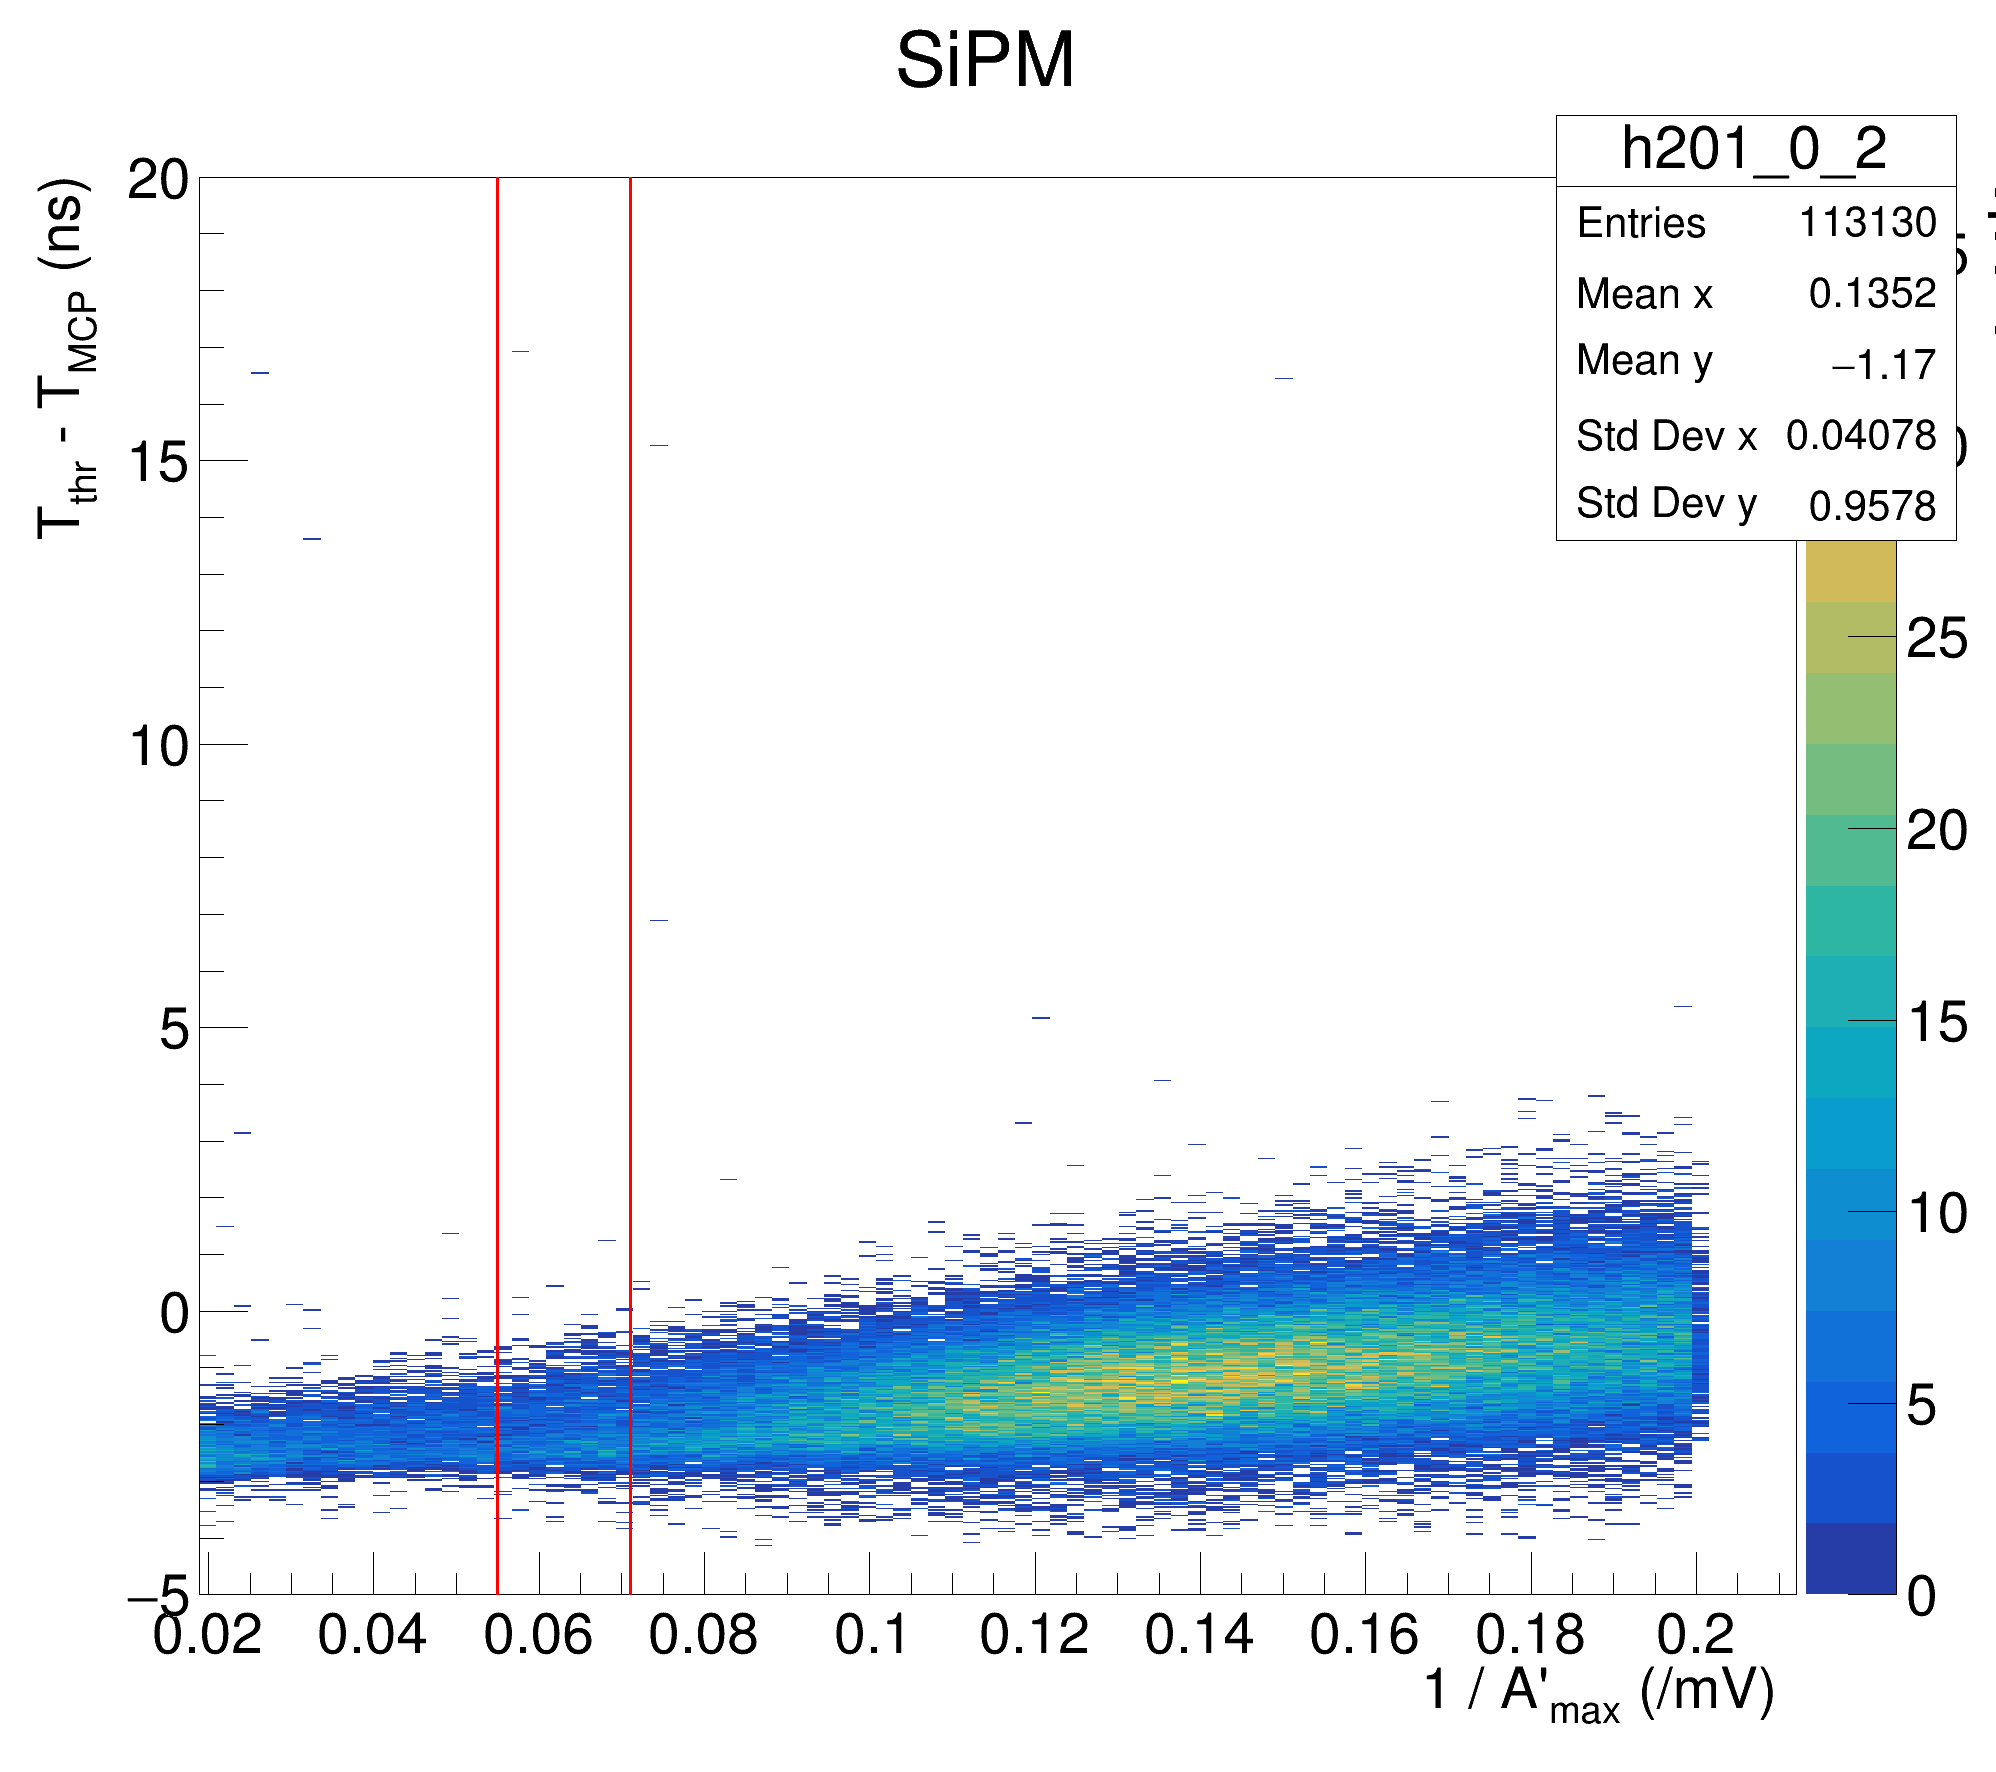 SiPM
h201_0_2
Entries 113130
Mean x 0.1352
Mean y −1.17
Std Dev x 0.04078
Std Dev y 0.9578
T_thr - T_MCP (ns)
20
15
10
5
0
−5
0.02 0.04 0.06 0.08 0.1 0.12 0.14 0.16 0.18 0.2
1 / A'_max (/mV)
25
20
15
10
5
0